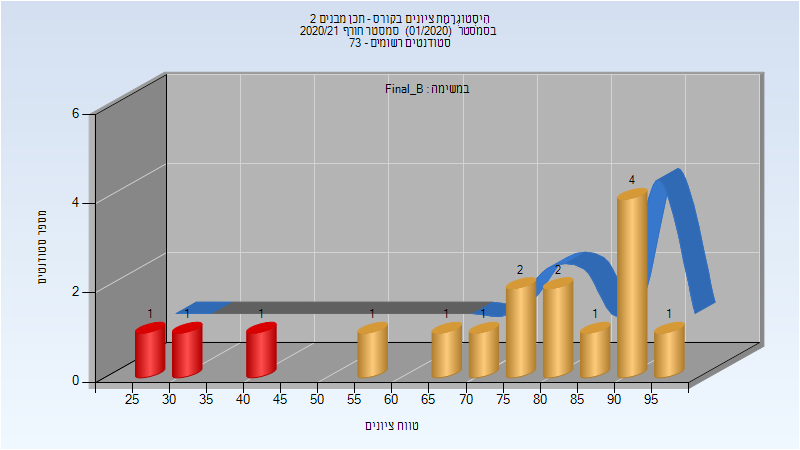 היסטוגרמת ציונים בקורס - תכן מבנים 2
בסמסטר (01/2020) סמסטר חורף 2020/21
סטודנטים רשומים - 73
במשימה : Final_B
מספר סטודנטים
6
4
2
0
1 1 1 1 1 1 2 2 1 4 1
25 30 35 40 45 50 55 60 65 70 75 80 85 90 95
טווח ציונים